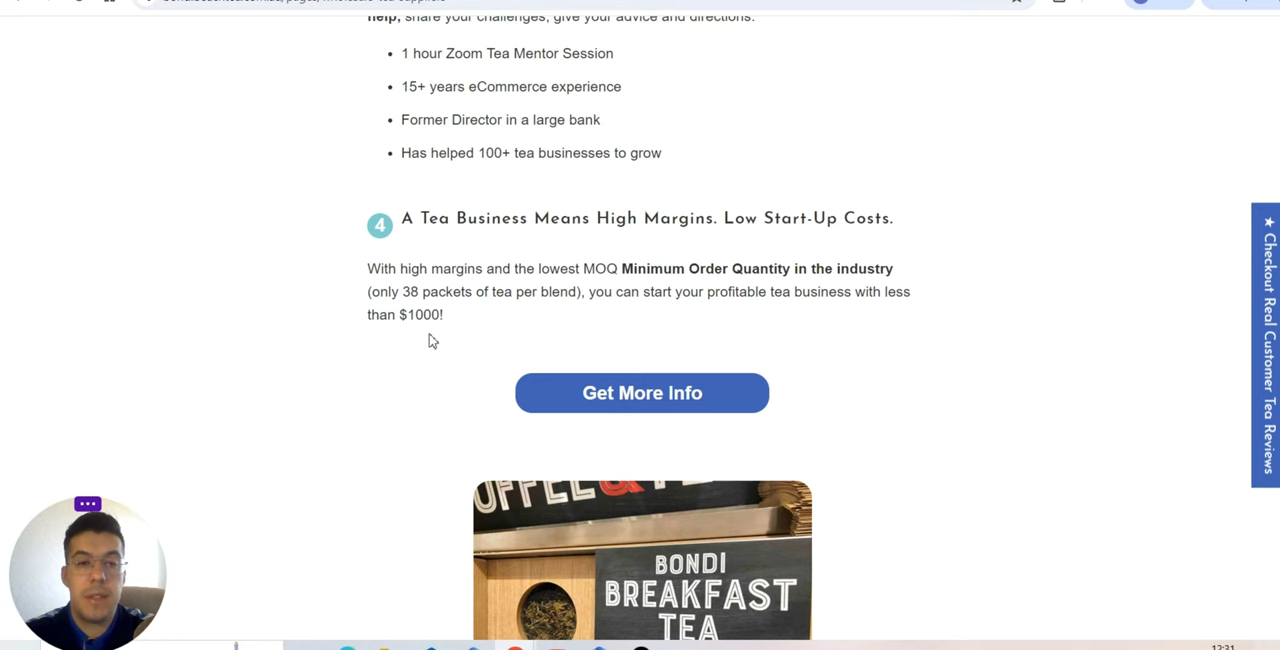 help, share your challenges, give your advice and directions.
• 1 hour Zoom Tea Mentor Session
• 15+ years eCommerce experience
• Former Director in a large bank
• Has helped 100+ tea businesses to grow
4 A Tea Business Means High Margins. Low Start-Up Costs.
With high margins and the lowest MOQ Minimum Order Quantity in the industry
(only 38 packets of tea per blend), you can start your profitable tea business with less
than $1000!
Get More Info
★ Checkout Real Customer Tea Reviews
BONDI
BREAKFAST
TEA